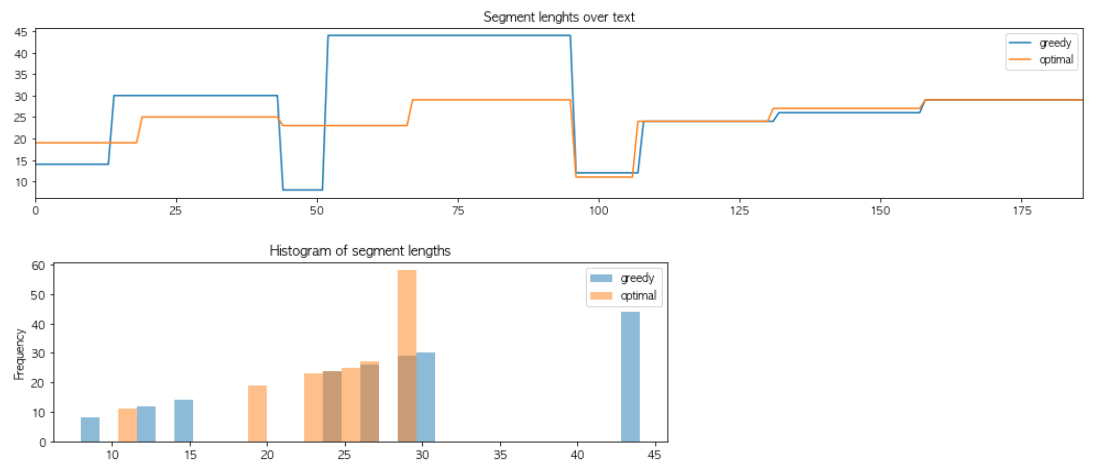 Segment lenghts over text
45
40
35
30
25
20
15
10
greedy
optimal
0 25 50 75 100 125 150 175
Histogram of segment lengths
Frequency
60
50
40
30
20
10
0
greedy
optimal
10 15 20 25 30 35 40 45